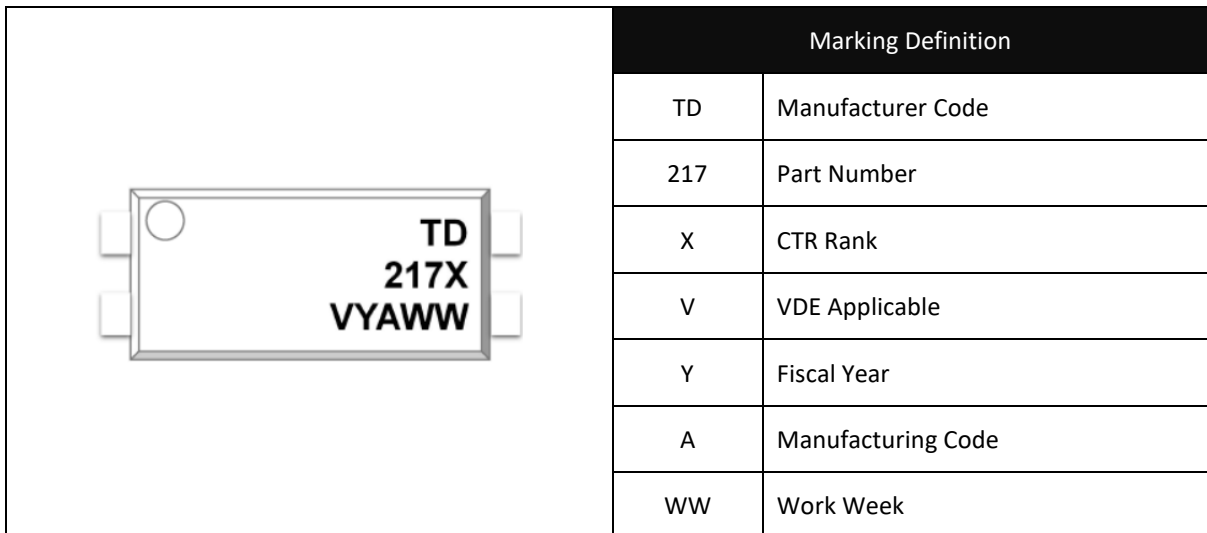 TD
217X
VYAWW
Marking Definition
TD Manufacturer Code
217 Part Number
X CTR Rank
V VDE Applicable
Y Fiscal Year
A Manufacturing Code
WW Work Week